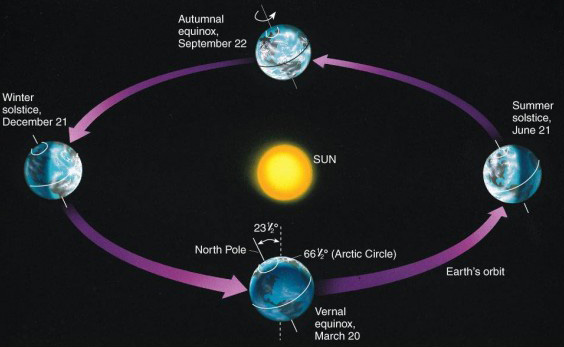 Autumnal
equinox,
September 22
Winter
solstice,
December 21
Summer
solstice,
June 21
SUN
23½°
North Pole
66½° (Arctic Circle)
Earth's orbit
Vernal
equinox,
March 20